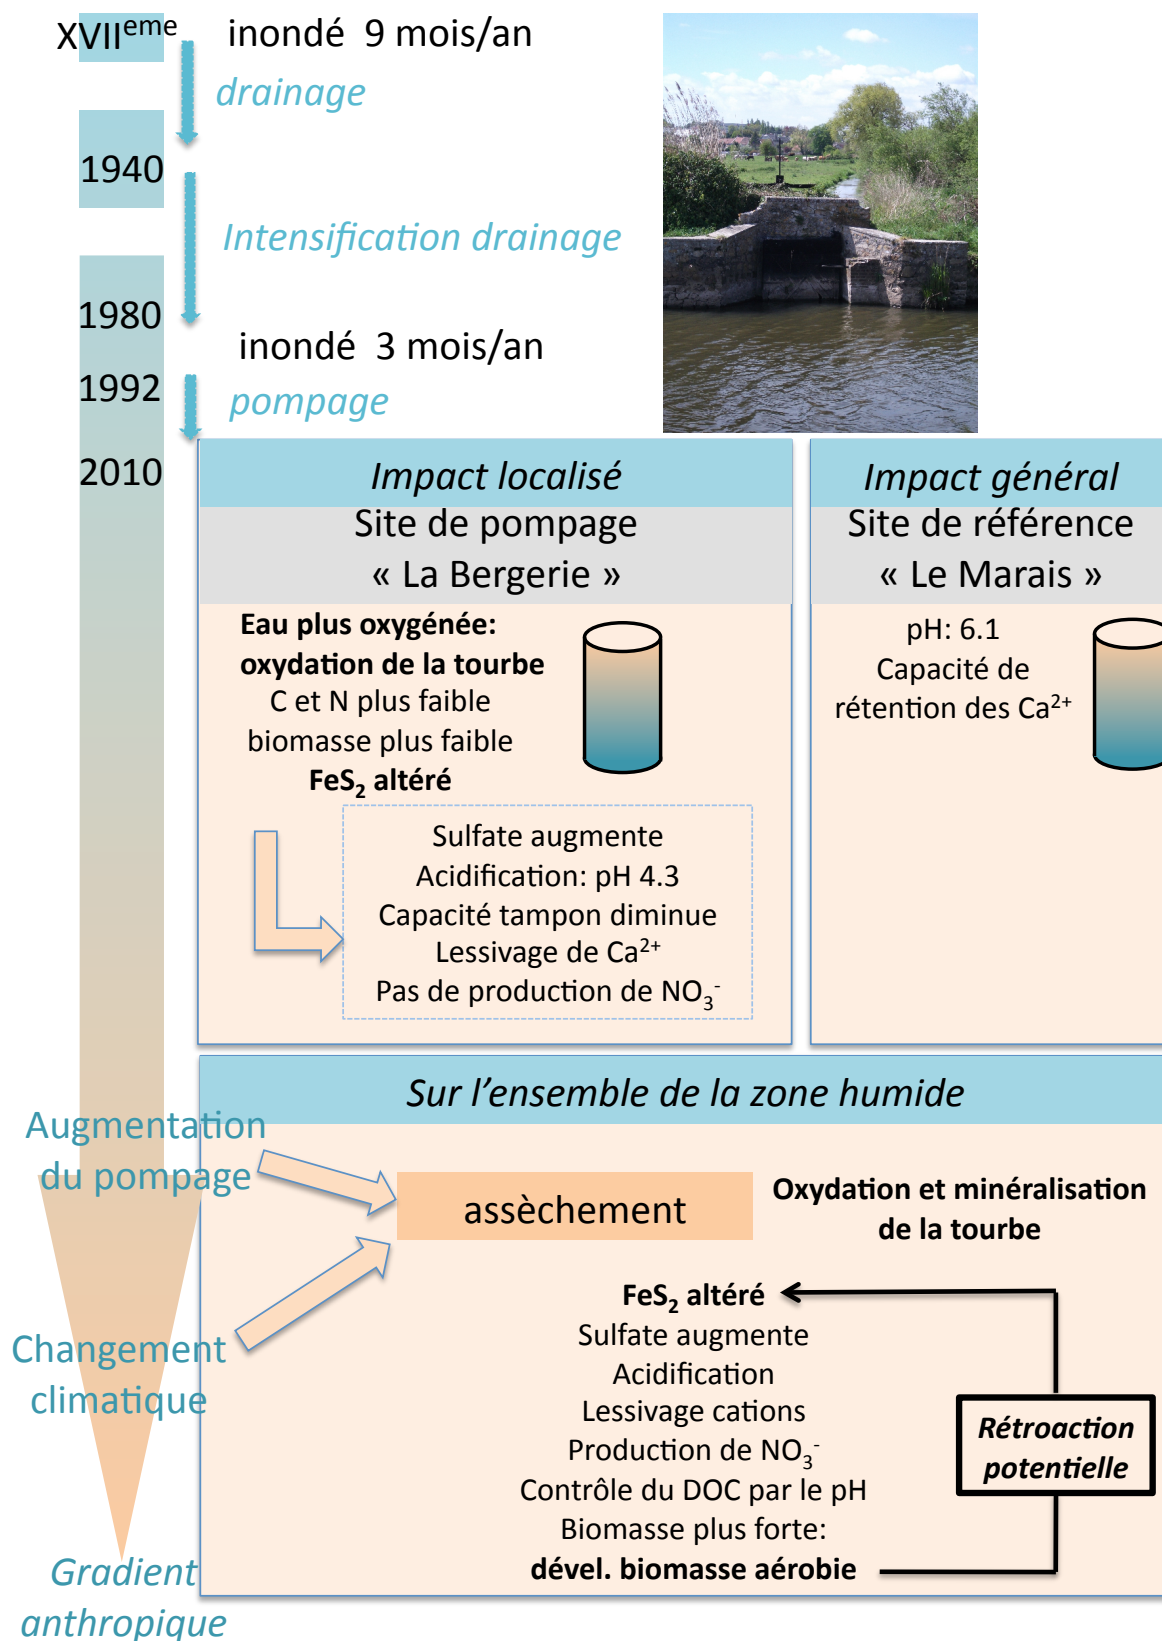 XVIIeme
inondé 9 mois/an
drainage
1940
Intensification drainage
1980
inondé 3 mois/an
1992
pompage
2010
Impact localisé
Site de pompage
« La Bergerie »
Eau plus oxygénée:
oxydation de la tourbe
C et N plus faible
biomasse plus faible
FeS2 altéré
Sulfate augmente
Acidification: pH 4.3
Capacité tampon diminue
Lessivage de Ca2+
Pas de production de NO3-
Impact général
Site de référence
« Le Marais »
pH: 6.1
Capacité de
rétention des Ca2+
Sur l’ensemble de la zone humide
Augmentation
du pompage
assèchement
Oxydation et minéralisation
de la tourbe
Changement
climatique
FeS2 altéré
Sulfate augmente
Acidification
Lessivage cations
Production de NO3-
Contrôle du DOC par le pH
Biomasse plus forte:
dével. biomasse aérobie
Rétroaction
potentielle
Gradient
anthropique